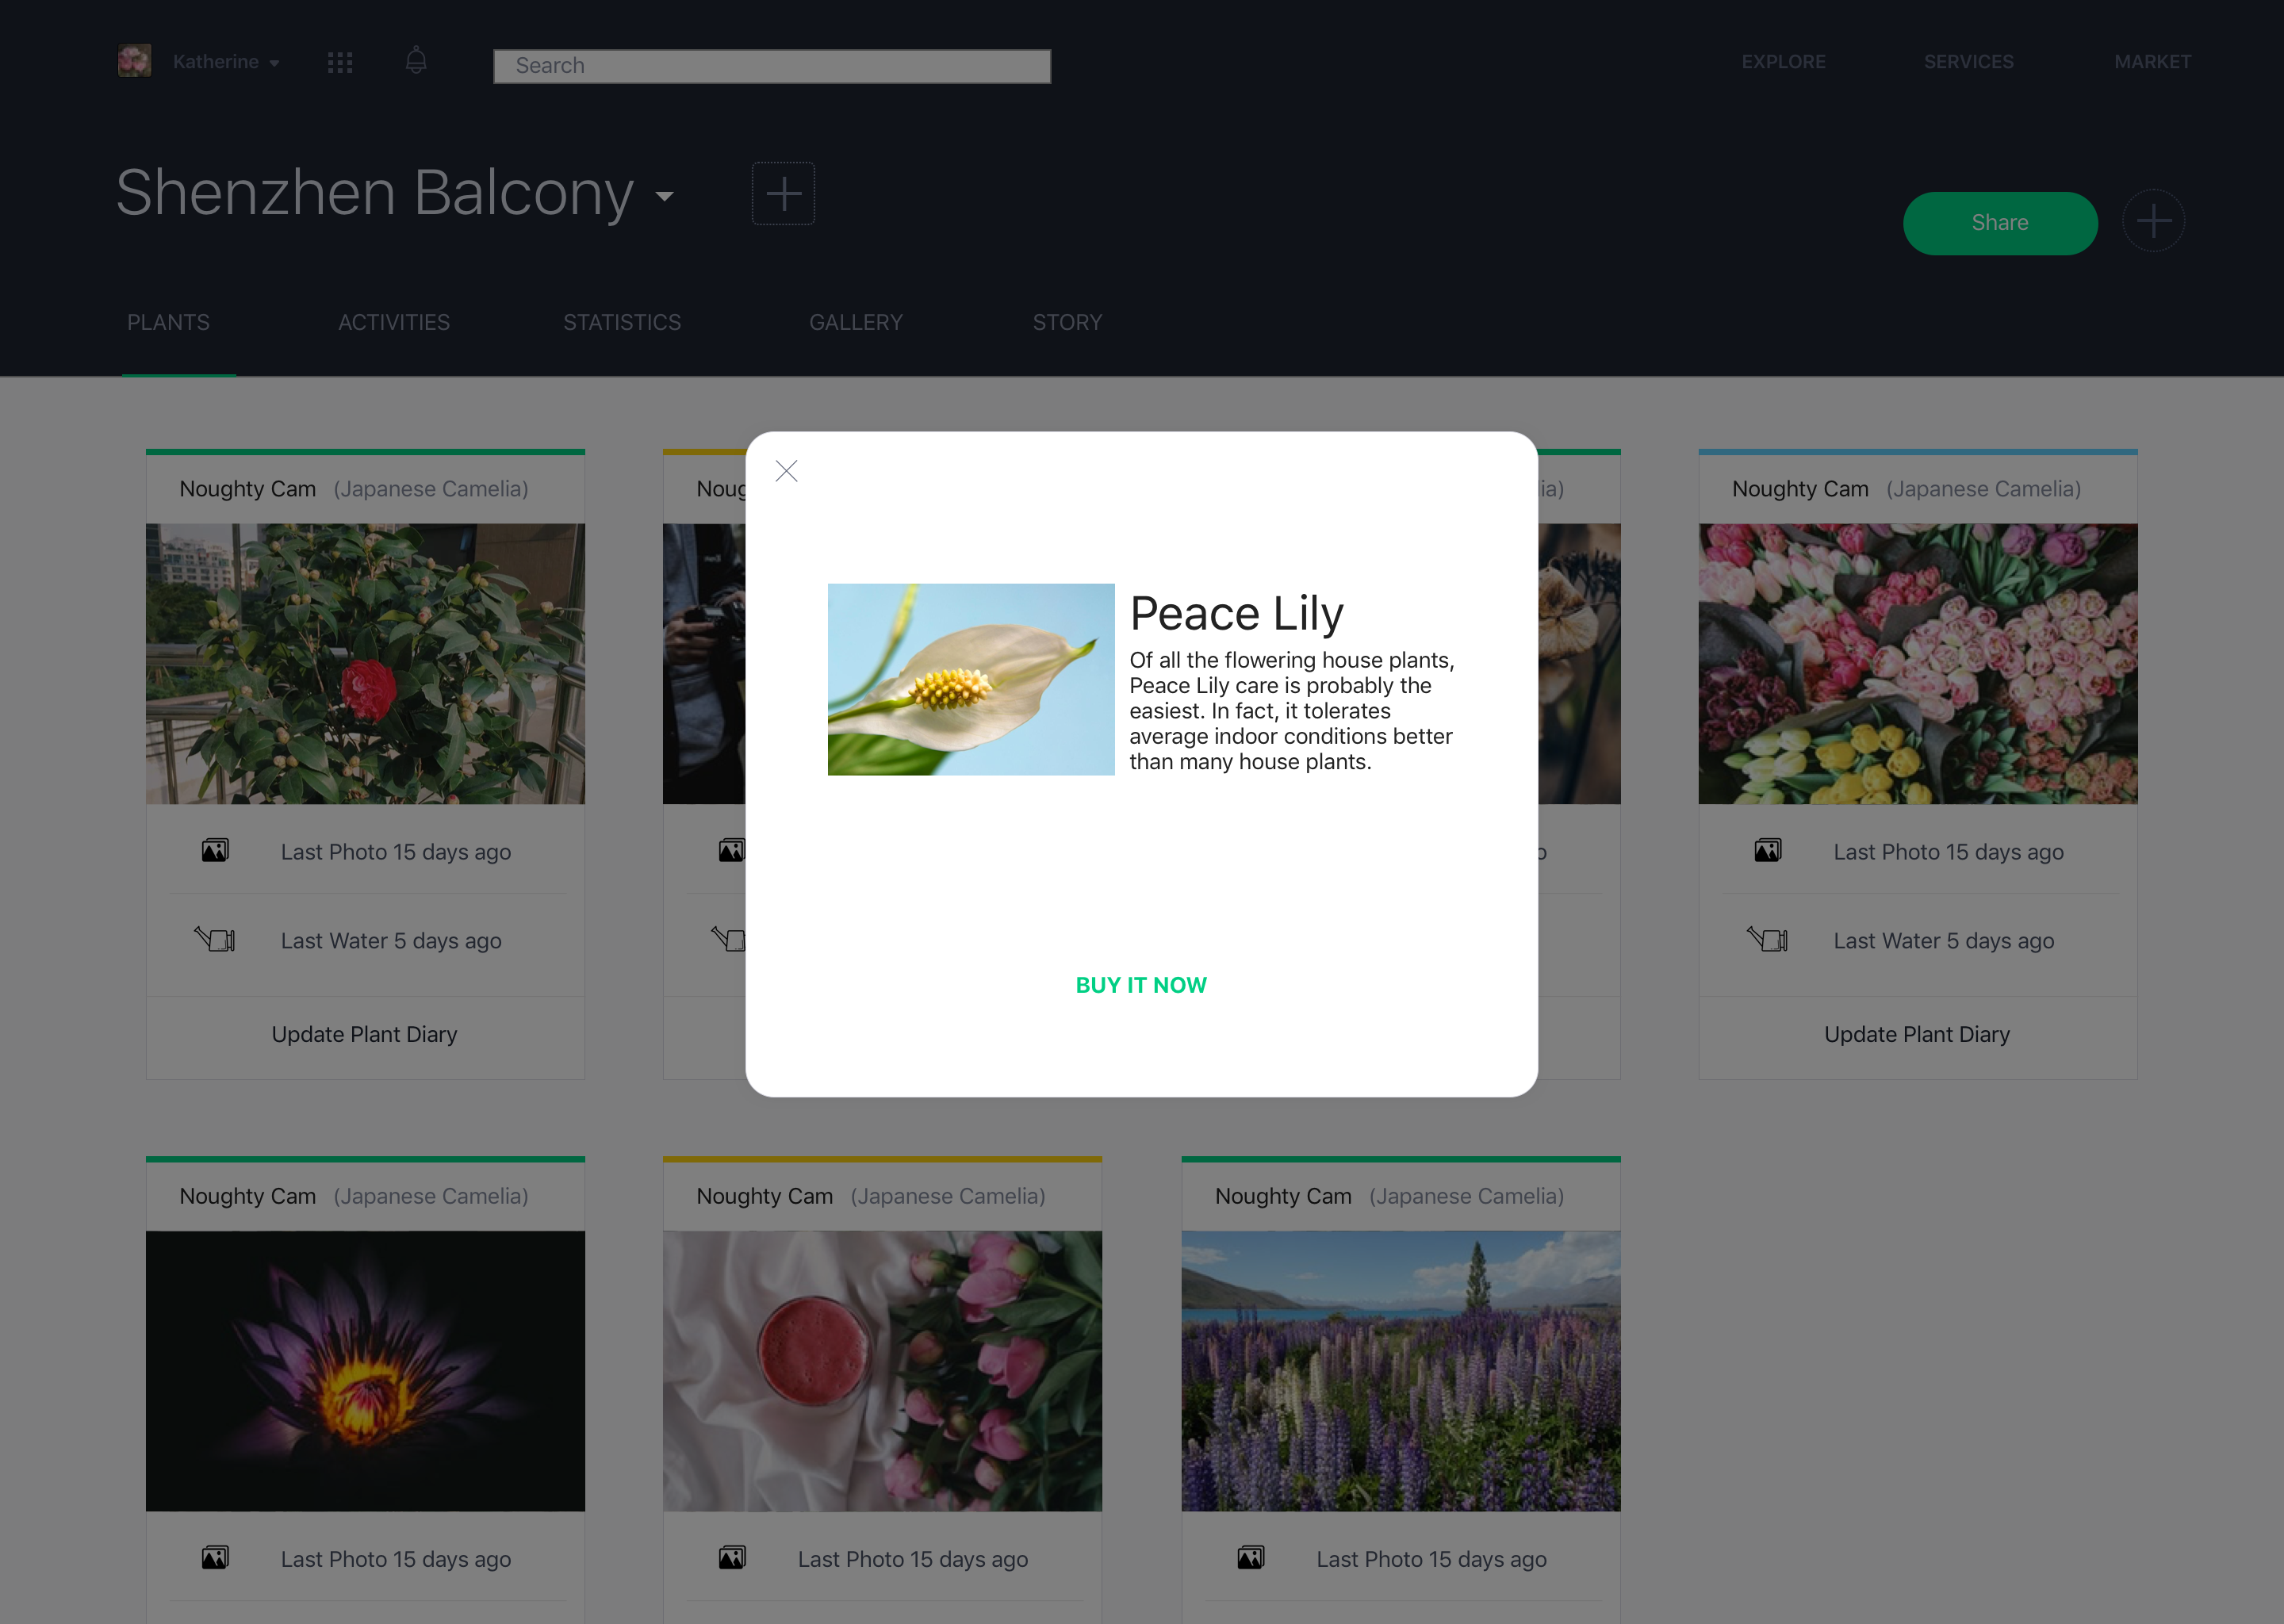 Katherine
Search
EXPLORE
SERVICES
MARKET
Shenzhen Balcony
Share
PLANTS
ACTIVITIES
STATISTICS
GALLERY
STORY
Noughty Cam (Japanese Camelia)
Noug
lia)
Noughty Cam (Japanese Camelia)
Peace Lily
Of all the flowering house plants,
Peace Lily care is probably the
easiest. In fact, it tolerates
average indoor conditions better
than many house plants.
BUY IT NOW
Last Photo 15 days ago
o
Last Photo 15 days ago
Last Water 5 days ago
Last Water 5 days ago
Update Plant Diary
Update Plant Diary
Noughty Cam (Japanese Camelia)
Noughty Cam (Japanese Camelia)
Noughty Cam (Japanese Camelia)
Last Photo 15 days ago
Last Photo 15 days ago
Last Photo 15 days ago